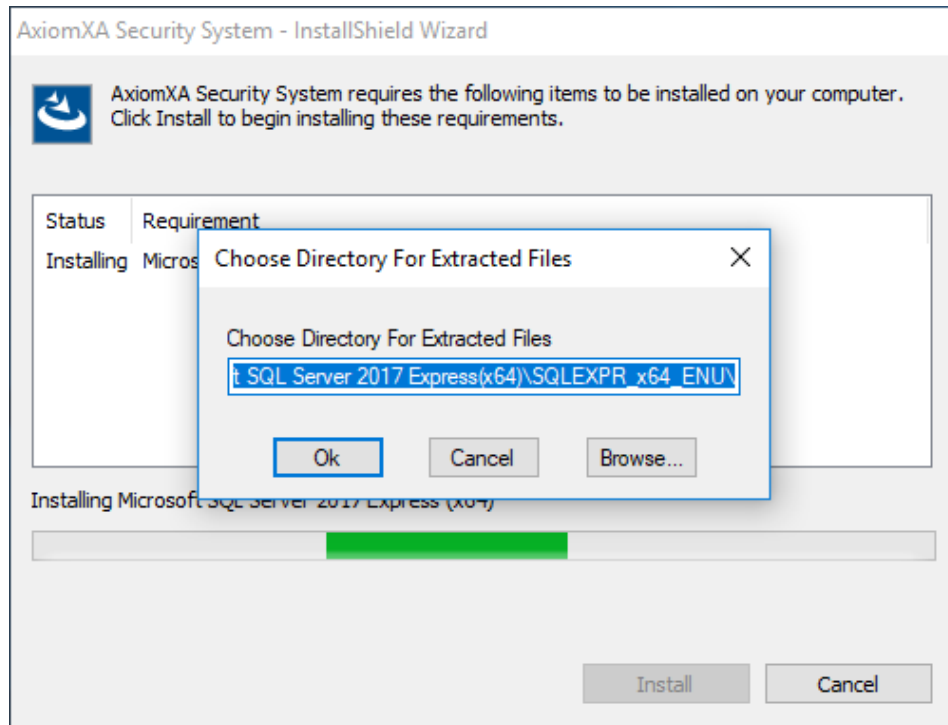 AxiomXA Security System - InstallShield Wizard
AxiomXA Security System requires the following items to be installed on your computer.
Click Install to begin installing these requirements.
Status Requirement
Installing Micros
Choose Directory For Extracted Files
Choose Directory For Extracted Files
t SQL Server 2017 Express(x64)\SQLEXPR_x64_ENU\
Ok Cancel Browse...
Installing Microsoft SQL Server 2017 Express (x64)
Install Cancel